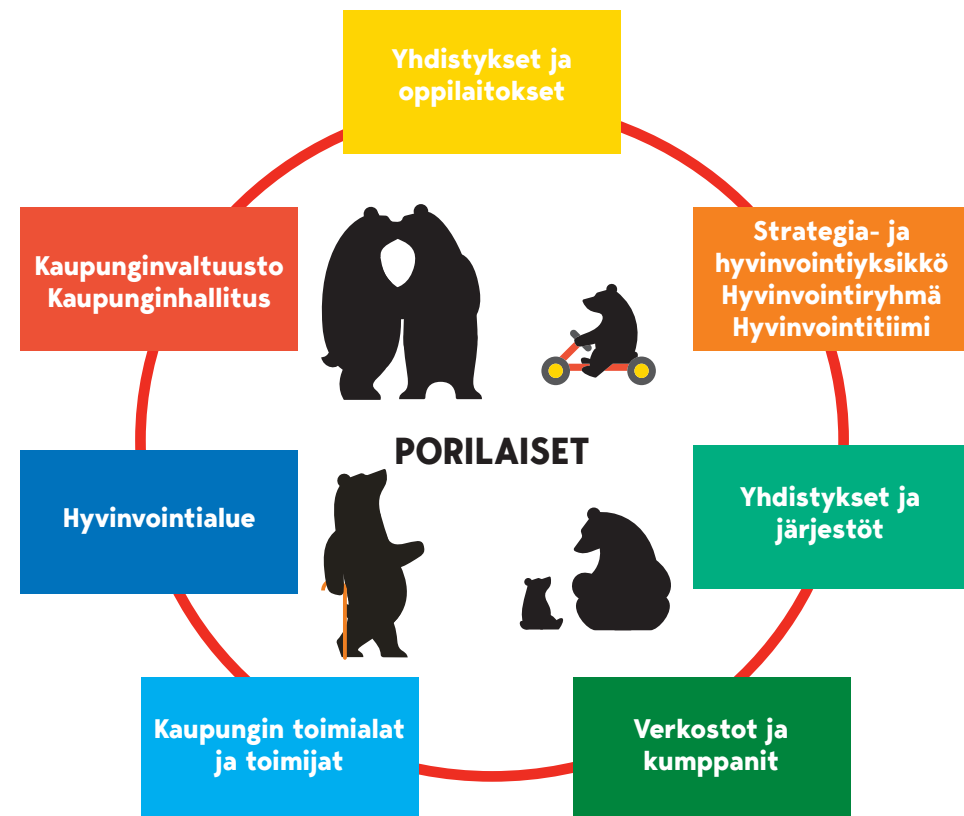 Yhdistykset ja
oppilaitokset
Kaupunginvaltuusto
Kaupunginhallitus
Strategia- ja
hyvinvointiyksikkö
Hyvinvointiryhmä
Hyvinvointitiimi
PORILAISET
Hyvinvointialue
Yhdistykset ja
järjestöt
Kaupungin toimialat
ja toimijat
Verkostot ja
kumppanit